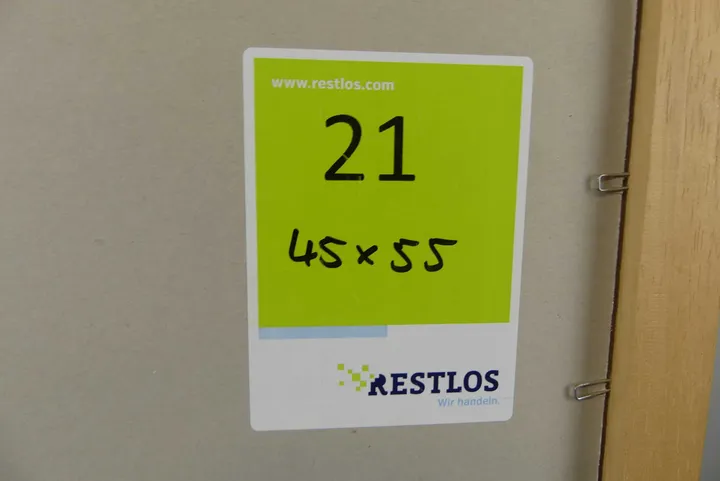 www.restlos.com
21
45 x 55
RESTLOS
Wir handeln.